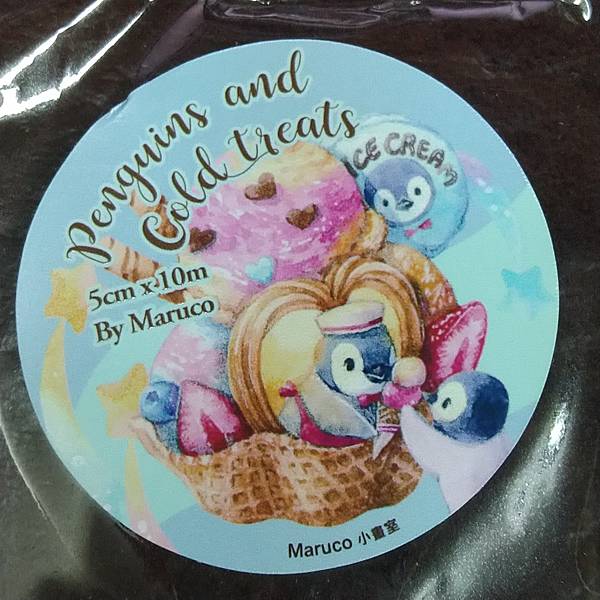 Penguins and
Cold treats
ICE CREAM
5cm x 10m
By Maruco
Maruco 小畫室